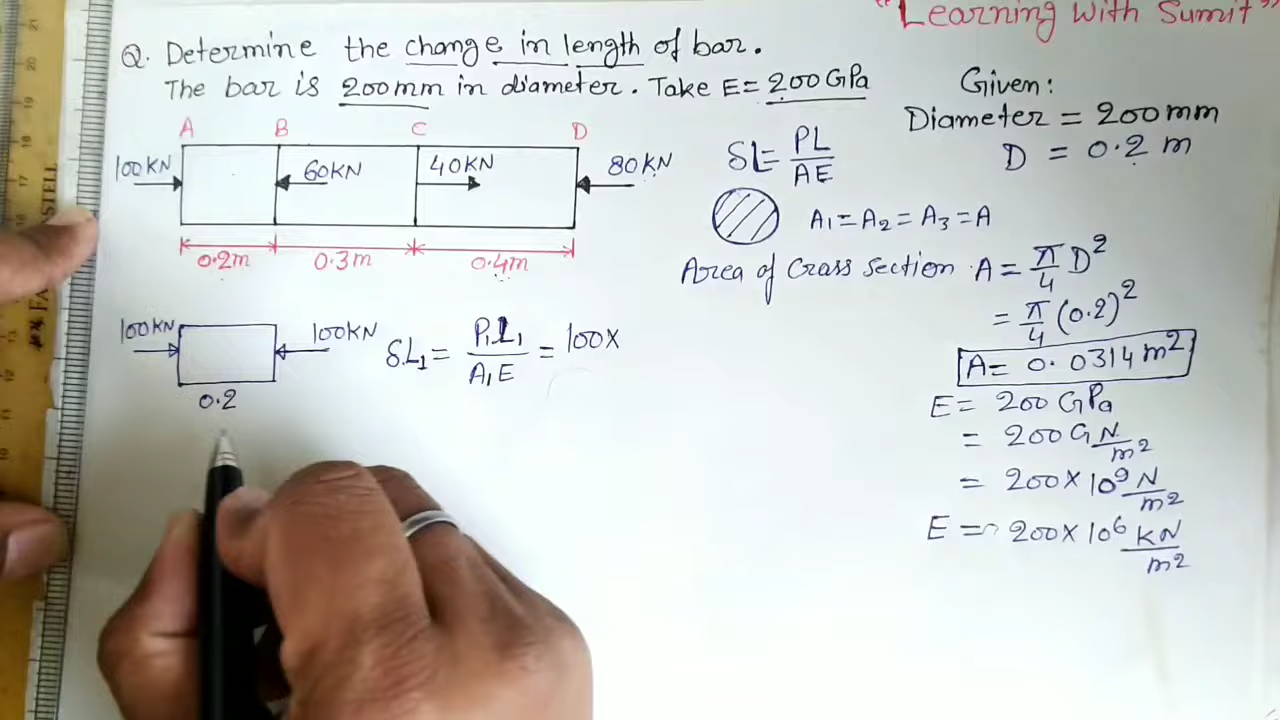 "Learning With Sumit"
Q. Determine the change in length of bar.
The bar is 200mm in diameter. Take E = 200GPa
Given:
Diameter = 200mm
D = 0.2 m
A B C D
100KN 60KN 40KN 80KN
0.2m 0.3m 0.4m
δL = PL/AE
A1 = A2 = A3 = A
Area of Crass section . A = π/4 D²
= π/4 (0.2)²
A = 0.0314 m²
E = 200 GPa
= 200 G N/m²
= 200 × 10⁹ N/m²
E = 200 × 10⁶ KN/m²
100KN 100KN
0.2
δL1 = P1L1/A1E = 100×